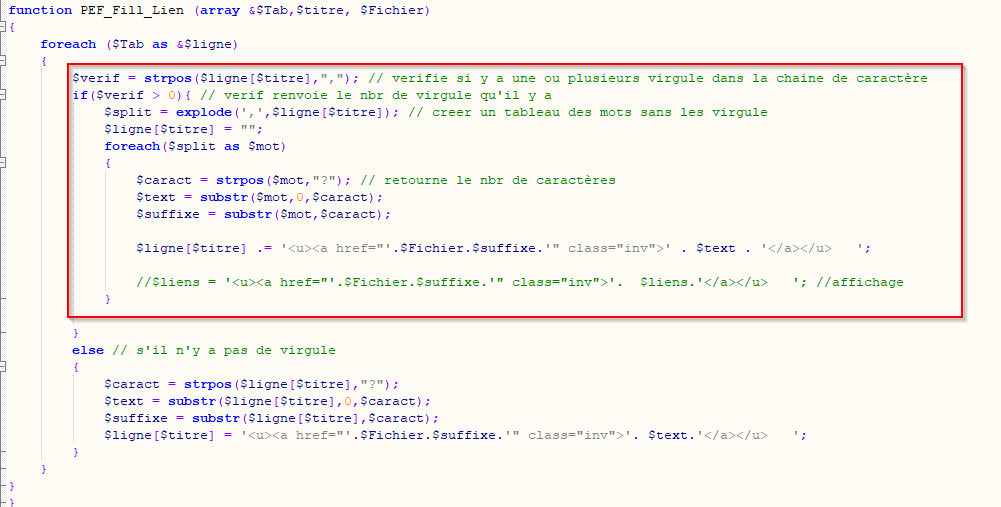 function PEF_Fill_Lien (array &$Tab,$titre, $Fichier)
{
foreach ($Tab as &$ligne)
{
$verif = strpos($ligne[$titre],","); // verifie si y a une ou plusieurs virgule dans la chaine de caractère
if($verif > 0){ // verif renvoie le nbr de virgule qu'il y a
$split = explode(',',$ligne[$titre]); // creer un tableau des mots sans les virgule
$ligne[$titre] = "";
foreach($split as $mot)
{
$caract = strpos($mot,"?"); // retourne le nbr de caractères
$text = substr($mot,0,$caract);
$suffixe = substr($mot,$caract);
$ligne[$titre] .= '<u><a href="'.$Fichier.$suffixe.'" class="inv">' . $text . '</a></u>   ';
//$liens = '<u><a href="'.$Fichier.$suffixe.'" class="inv">'.  $liens.'</a></u>   '; //affichage
}
}
else // s'il n'y a pas de virgule
{
$caract = strpos($ligne[$titre],"?");
$text = substr($ligne[$titre],0,$caract);
$suffixe = substr($ligne[$titre],$caract);
$ligne[$titre] = '<u><a href="'.$Fichier.$suffixe.'" class="inv">'. $text.'</a></u>   ';
}
}
}
}